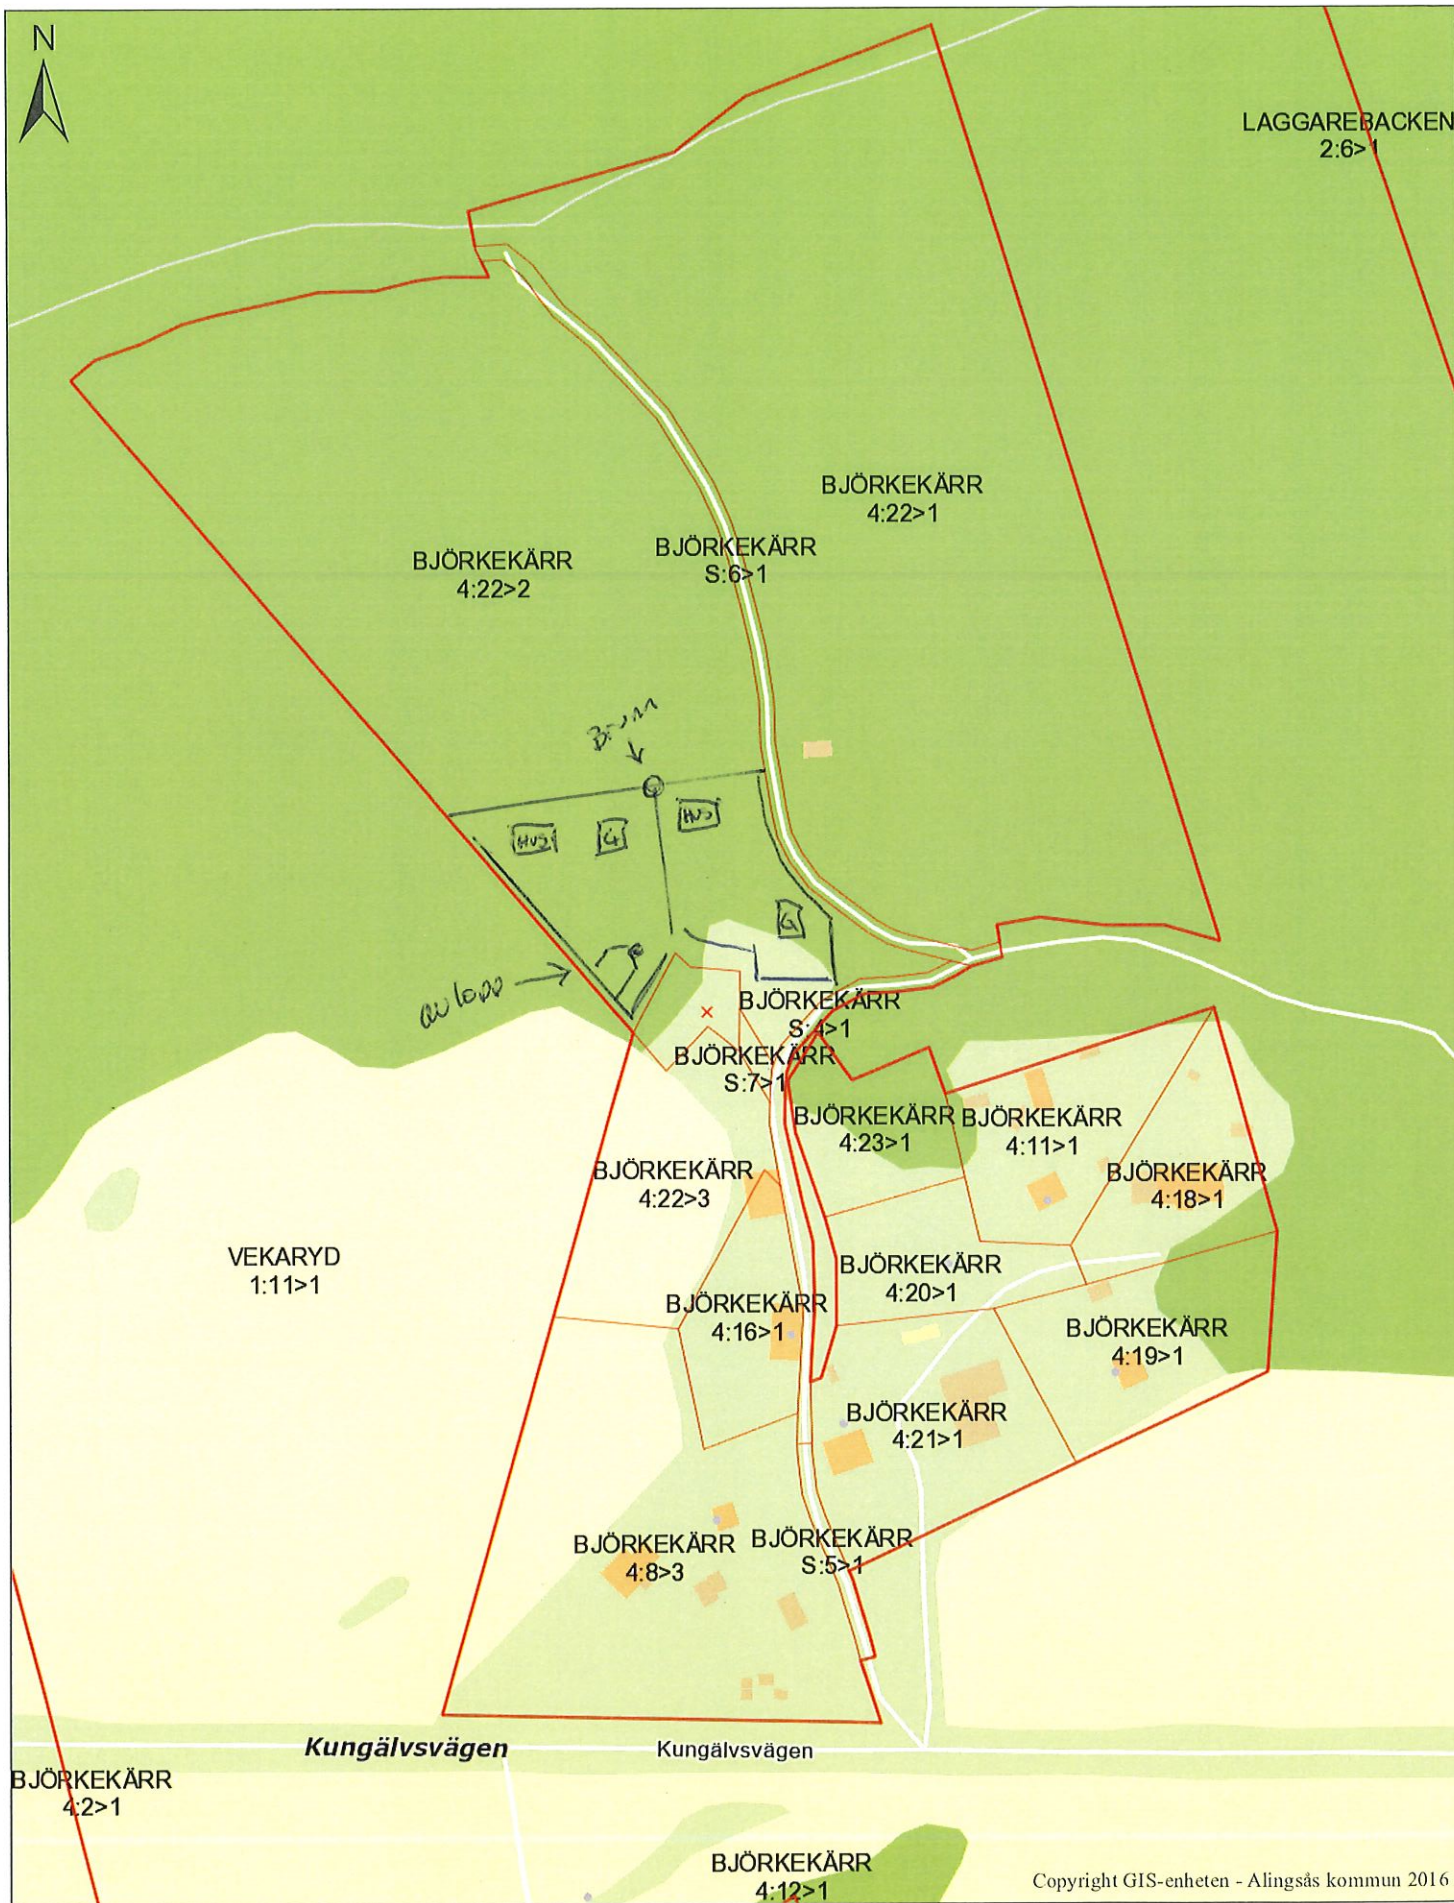 N
LAGGAREBACKEN
2:6>1
BJÖRKEKÄRR
4:22>1
BJÖRKEKÄRR
S:6>1
BJÖRKEKÄRR
4:22>2
Brunn
HUS
HUS
G
G
avlopp
BJÖRKEKÄRR
S:4>1
BJÖRKEKÄRR
S:7>1
BJÖRKEKÄRR
4:23>1
BJÖRKEKÄRR
4:11>1
BJÖRKEKÄRR
4:22>3
BJÖRKEKÄRR
4:18>1
VEKARYD
1:11>1
BJÖRKEKÄRR
4:20>1
BJÖRKEKÄRR
4:16>1
BJÖRKEKÄRR
4:19>1
BJÖRKEKÄRR
4:21>1
BJÖRKEKÄRR
4:8>3
BJÖRKEKÄRR
S:5>1
Kungälvsvägen
Kungälvsvägen
BJÖRKEKÄRR
4:2>1
BJÖRKEKÄRR
4:12>1
Copyright GIS-enheten - Alingsås kommun 2016